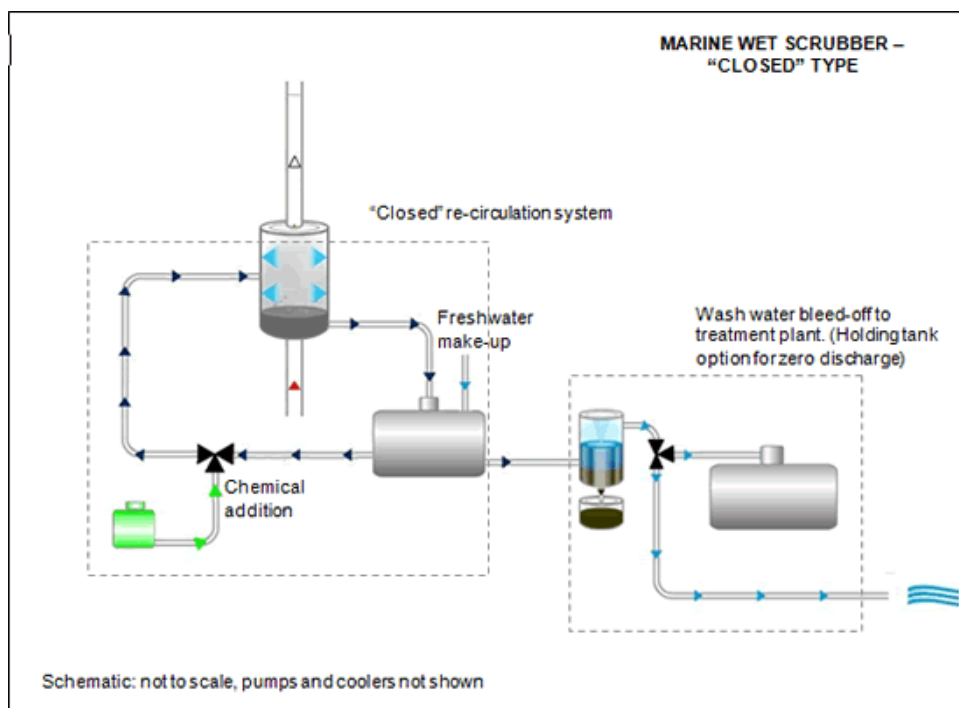 MARINE WET SCRUBBER –
“CLOSED” TYPE
“Closed” re-circulation system
Freshwater
make-up
Wash water bleed-off to
treatment plant. (Holding tank
option for zero discharge)
Chemical
addition
Schematic: not to scale, pumps and coolers not shown